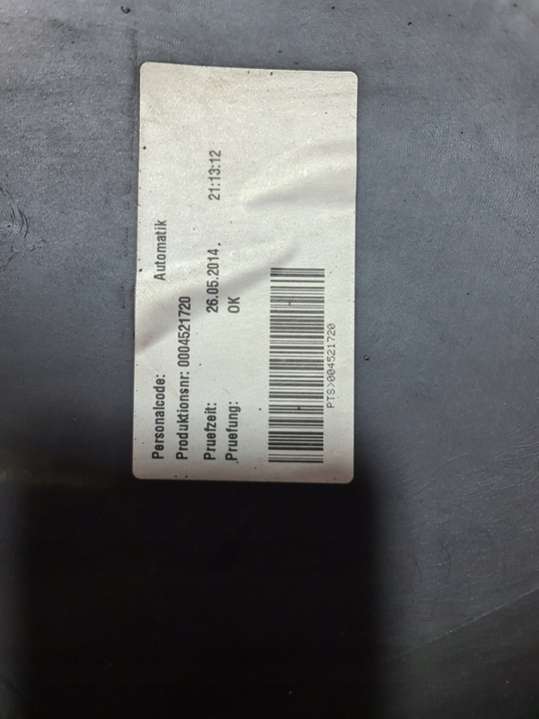 Personalcode: Automatik
Produktionsnr: 0004521720
Pruefzeit: 26.05.2014. 21:13:12
Pruefung: OK
PTS>004521720